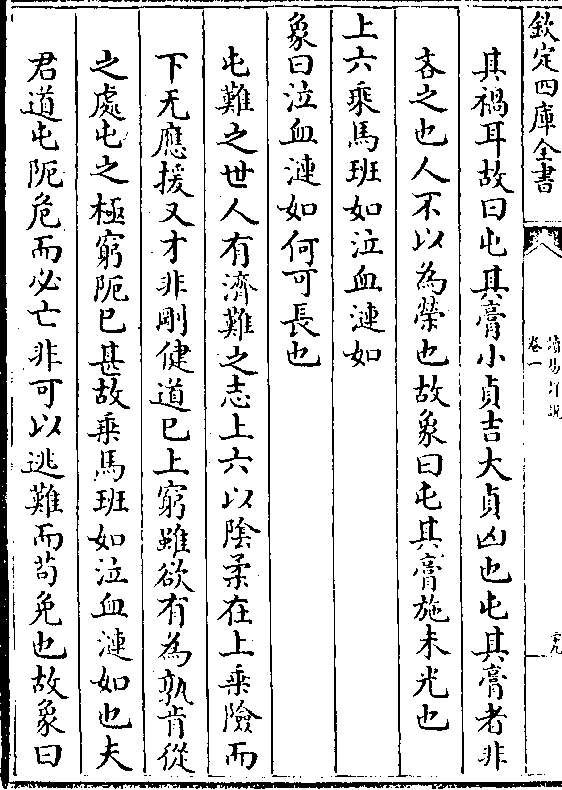 欽定四庫全書
讀易詳說
卷一
其禍耳故曰屯其膏小貞吉大貞凶也屯其膏者非
吝之也人不以為榮也故象曰屯其膏施未光也
上六乘馬班如泣血漣如
象曰泣血漣如何可長也
屯難之世人有濟難之志上六以陰柔在上乘險而
下无應援又才非剛健道已上窮雖欲有為孰肯從
之處屯之極窮阨已甚故乘馬班如泣血漣如也夫
君道屯阨危而必亡非可以逃難而苟免也故象曰